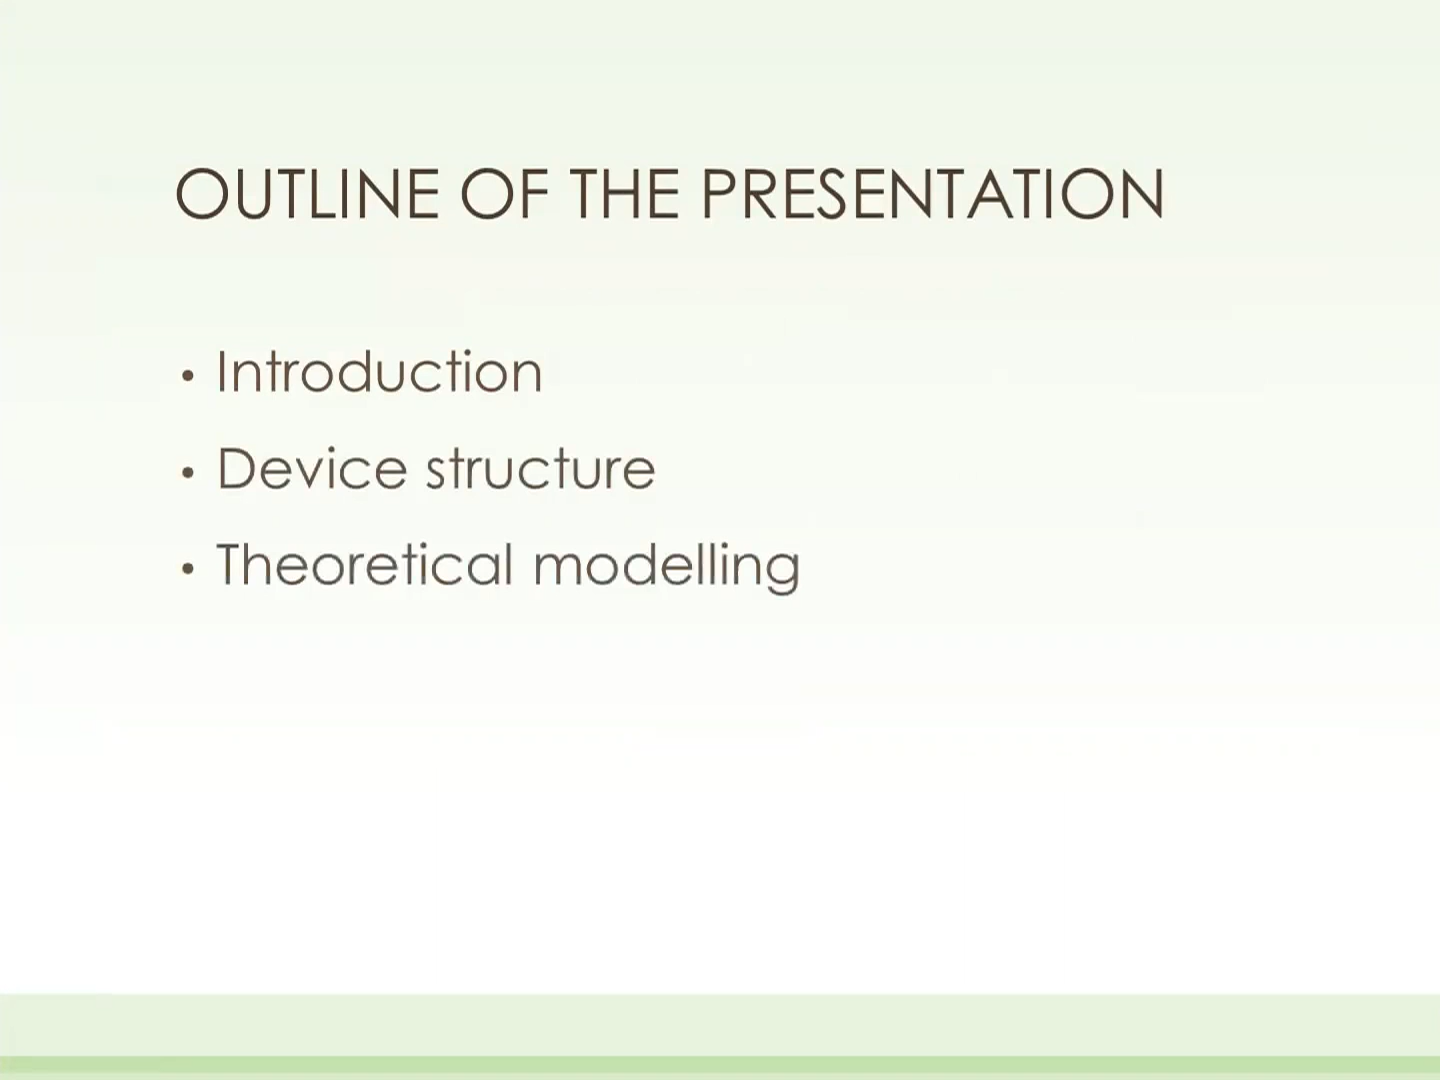 OUTLINE OF THE PRESENTATION
• Introduction
• Device structure
• Theoretical modelling